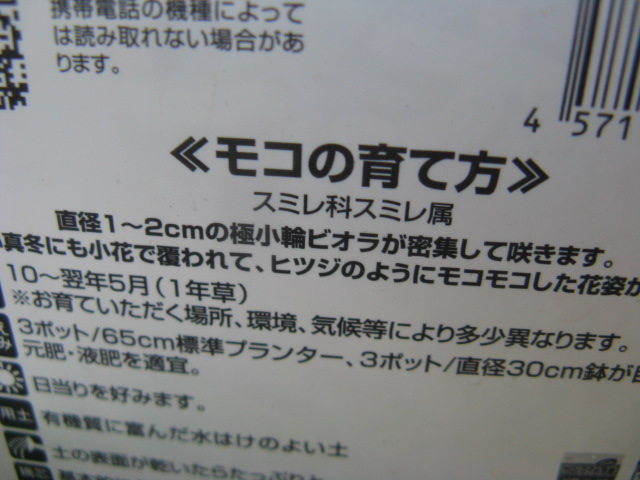 携帯電話の機種によって
は読み取れない場合があ
ります。
4 571
≪モコの育て方≫
スミレ科スミレ属
直径1〜2cmの極小輪ビオラが密集して咲きます。
真冬にも小花で覆われて、ヒツジのようにモコモコした花姿が
10〜翌年5月(1年草)
※お育ていただく場所、環境、気候等により多少異なります。
3ポット/65cm標準プランター、3ポット/直径30cm鉢が
元肥・液肥を適宜。
日当りを好みます。
用土 有機質に富んだ水はけのよい土
土の表面が乾いたらたっぷりと